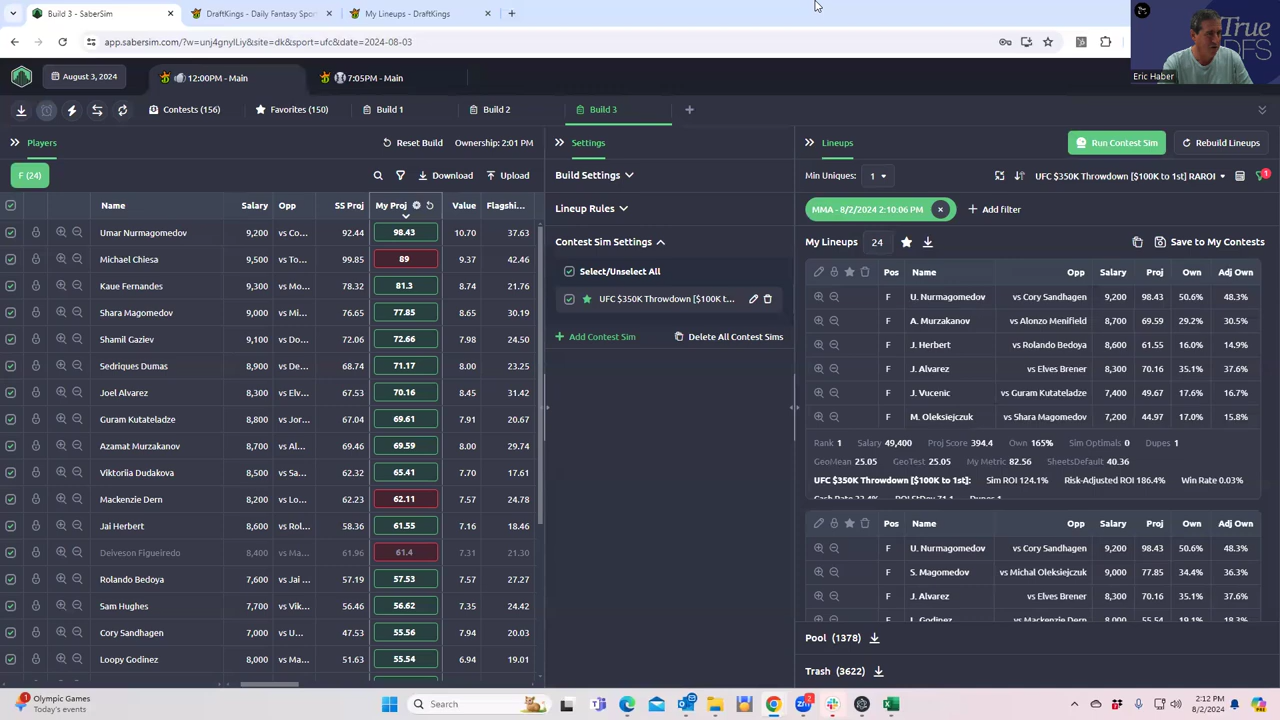 Build 3 - SaberSim
DraftKings - Daily Fantasy Sport
My Lineups - DraftKings
app.sabersim.com/?w=unj4gnylLiy&site=dk&sport=ufc&date=2024-08-03
True
DFS
Eric Haber
August 3, 2024
12:00PM - Main
7:05PM - Main
Contests (156)
Favorites (150)
Build 1
Build 2
Build 3
Players
Reset Build
Ownership: 2:01 PM
Settings
Lineups
Run Contest Sim
Rebuild Lineups
F (24)
Download
Upload
Build Settings
Min Uniques: 1
UFC $350K Throwdown [$100K to 1st] RAROI
1
Name Salary Opp SS Proj My Proj Value Flagshi...
Lineup Rules
MMA - 8/2/2024 2:10:06 PM
Add filter
Umar Nurmagomedov 9,200 vs Co... 92.44 98.43 10.70 37.63
Contest Sim Settings
My Lineups 24
Save to My Contests
Michael Chiesa 9,500 vs To... 99.85 89 9.37 42.46
Select/Unselect All
Pos Name Opp Salary Proj Own Adj Own
Kaue Fernandes 9,300 vs Mo... 78.32 81.3 8.74 21.76
UFC $350K Throwdown [$100K t...
F U. Nurmagomedov vs Cory Sandhagen 9,200 98.43 50.6% 48.3%
Shara Magomedov 9,000 vs Mi... 76.65 77.85 8.65 30.19
F A. Murzakanov vs Alonzo Menifield 8,700 69.59 29.2% 30.5%
Add Contest Sim
Delete All Contest Sims
Shamil Gaziev 9,100 vs Do... 72.06 72.66 7.98 24.50
F J. Herbert vs Rolando Bedoya 8,600 61.55 16.0% 14.9%
Sedriques Dumas 8,900 vs De... 68.74 71.17 8.00 23.25
F J. Alvarez vs Elves Brener 8,300 70.16 35.1% 37.6%
Joel Alvarez 8,300 vs Elv... 67.53 70.16 8.45 31.42
F J. Vucenic vs Guram Kutateladze 7,400 49.67 17.6% 16.7%
Guram Kutateladze 8,800 vs Jor... 67.54 69.61 7.91 20.67
F M. Oleksiejczuk vs Shara Magomedov 7,200 44.97 17.0% 15.8%
Azamat Murzakanov 8,700 vs Al... 69.46 69.59 8.00 29.74
Rank 1 Salary 49,400 Proj Score 394.4 Own 165% Sim Optimals 0 Dupes 1
GeoMean 25.05 GeoTest 25.05 My Metric 82.56 SheetsDefault 40.36
Viktoriia Dudakova 8,500 vs Sa... 62.32 65.41 7.70 17.61
UFC $350K Throwdown [$100K to 1st]: Sim ROI 124.1% Risk-Adjusted ROI 186.4% Win Rate 0.03%
Mackenzie Dern 8,200 vs Lo... 62.23 62.11 7.57 24.78
Jai Herbert 8,600 vs Rol... 58.36 61.55 7.16 18.46
Pos Name Opp Salary Proj Own Adj Own
Deiveson Figueiredo 8,400 vs Ma... 61.96 61.4 7.31 21.30
F U. Nurmagomedov vs Cory Sandhagen 9,200 98.43 50.6% 48.3%
Rolando Bedoya 7,600 vs Jai ... 57.19 57.53 7.57 27.27
F S. Magomedov vs Michal Oleksiejczuk 9,000 77.85 34.4% 36.3%
Sam Hughes 7,700 vs Vik... 56.46 56.62 7.35 24.42
F J. Alvarez vs Elves Brener 8,300 70.16 35.1% 37.6%
Cory Sandhagen 7,000 vs U... 47.53 55.56 7.94 20.03
Pool (1378)
Loopy Godinez 8,000 vs Ma... 51.63 55.54 6.94 19.01
Trash (3622)
1
Olympic Games
Today's events
Search
2
2:12 PM
8/2/2024